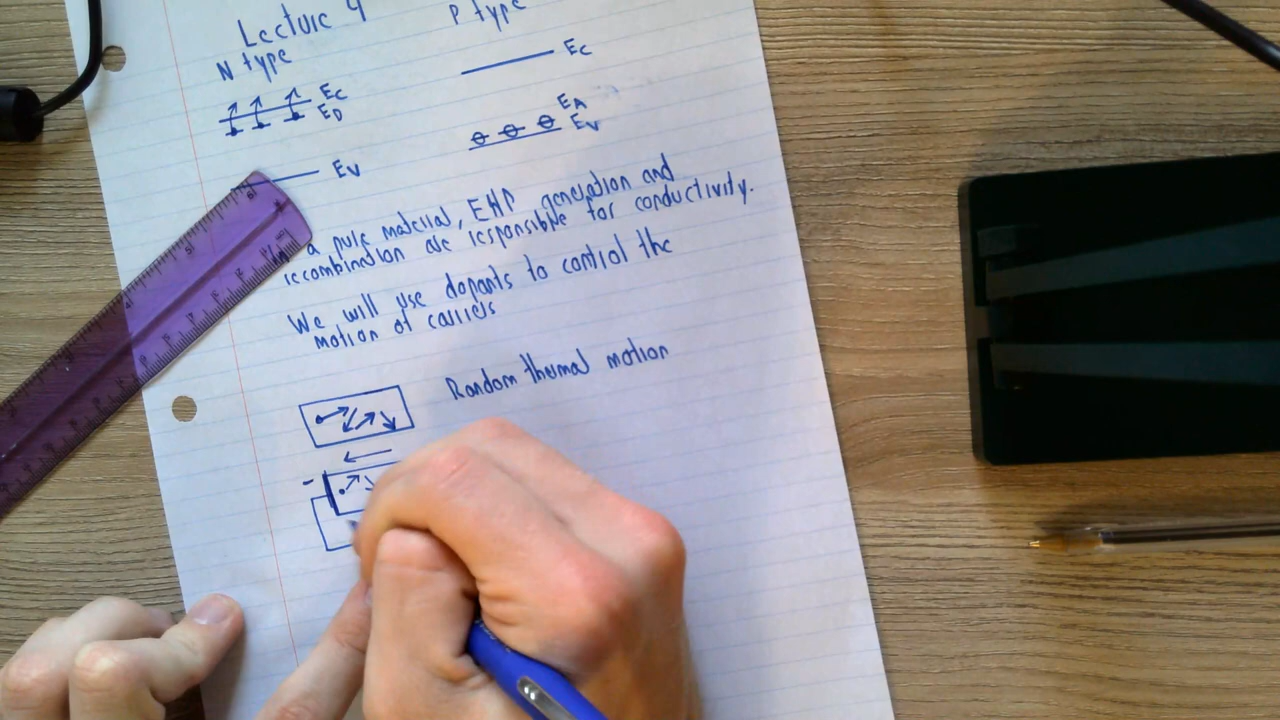 Lecture 4
N type
P type
Ec
ED
Ev
Ec
EA
Ev
a pure material, EHP generation and
recombination are responsible for conductivity.
We will use dopants to control the
motion of carriers
Random thermal motion
-